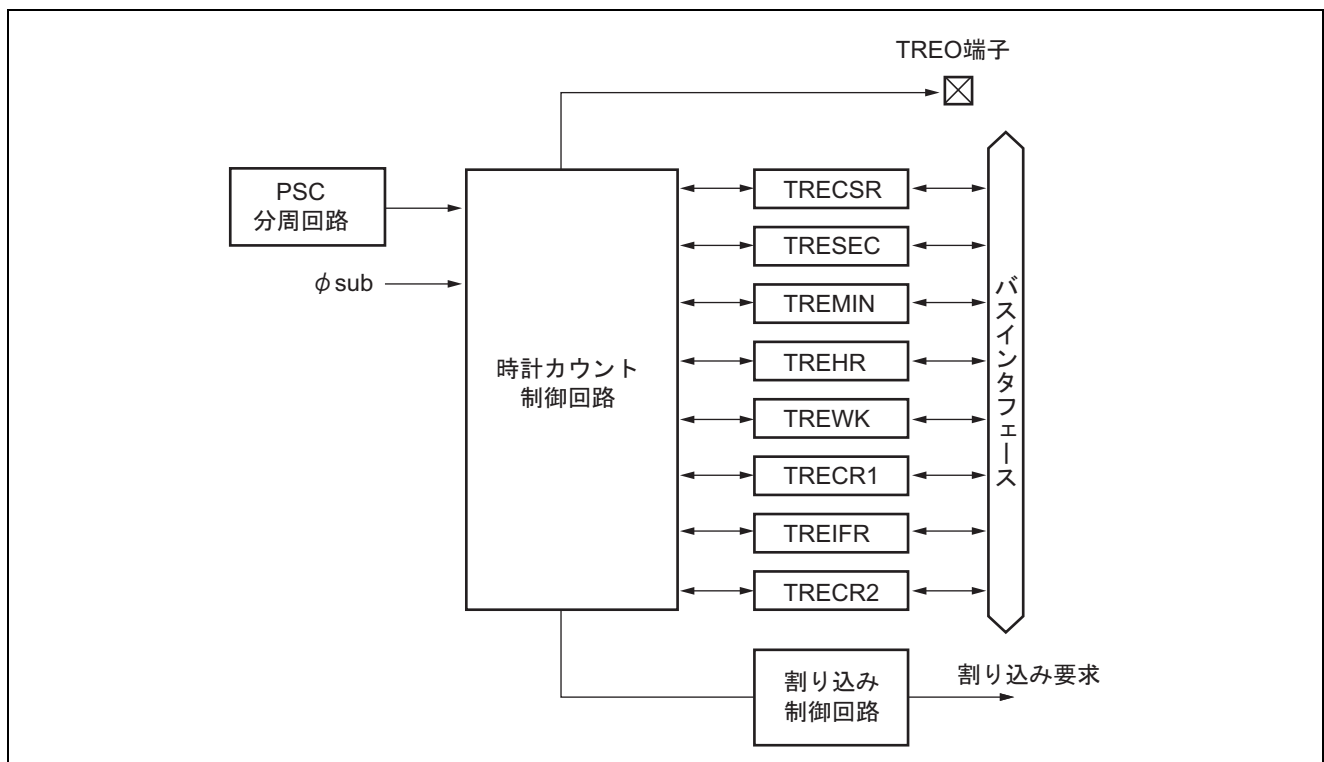 TREO端子
PSC
分周回路
φsub
時計カウント
制御回路
TRECSR
TRESEC
TREMIN
TREHR
TREWK
TRECR1
TREIFR
TRECR2
バスインタフェース
割り込み
制御回路
割り込み要求